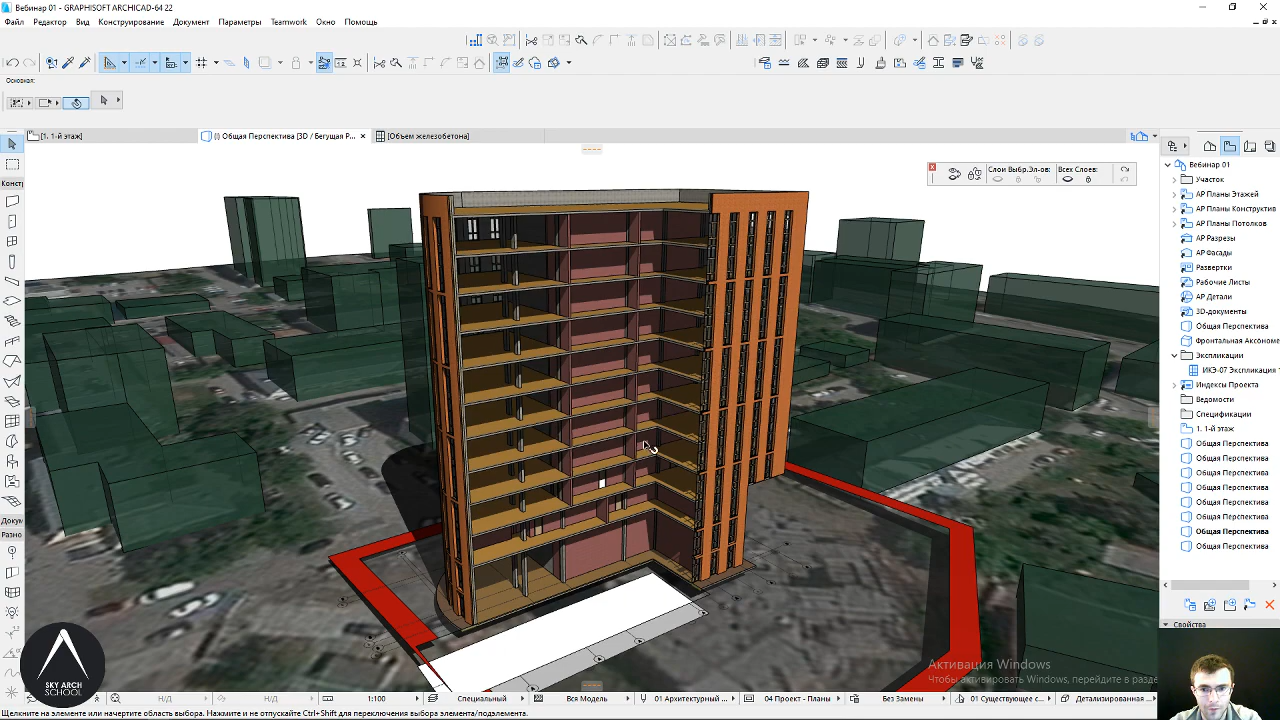 Вебинар 01 - GRAPHISOFT ARCHICAD-64 22
Файл Редактор Вид Конструирование Документ Параметры Teamwork Окно Помощь
Основная:
[1. 1-й этаж]
(!) Общая Перспектива [3D / Бегущая Р...
[Объем железобетона]
Конст
Докум
Разно
Слои Выбр.Эл-ов:
Всех Слоев:
Вебинар 01
Участок
АР Планы Этажей
АР Планы Конструктив
АР Планы Потолков
АР Разрезы
АР Фасады
Развертки
Рабочие Листы
АР Детали
3D-документы
Общая Перспектива
Фронтальная Аксономе
Экспликации
ИКЭ-07 Экспликация
Индексы Проекта
Ведомости
Спецификации
1. 1-й этаж
Общая Перспектива
Общая Перспектива
Общая Перспектива
Общая Перспектива
Общая Перспектива
Общая Перспектива
Общая Перспектива
Общая Перспектива
Свойства
Активация Windows
Чтобы активировать Windows, перейдите в разде
SKY ARCH
SCHOOL
Н/Д
Н/Д
1:100
Специальный
Вся Модель
01 Архитектурный ...
04 Проект - Планы
Без Замены
01 Существующее с...
Детализированная ...
Щелкните на элементе или начертите область выбора. Нажмите и не отпускайте Ctrl+Shift для переключения выбора элемента/подэлемента.